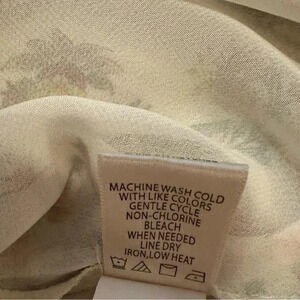 MACHINE WASH COLD
WITH LIKE COLORS
GENTLE CYCLE
NON-CHLORINE
BLEACH
WHEN NEEDED
LINE DRY
IRON,LOW HEAT